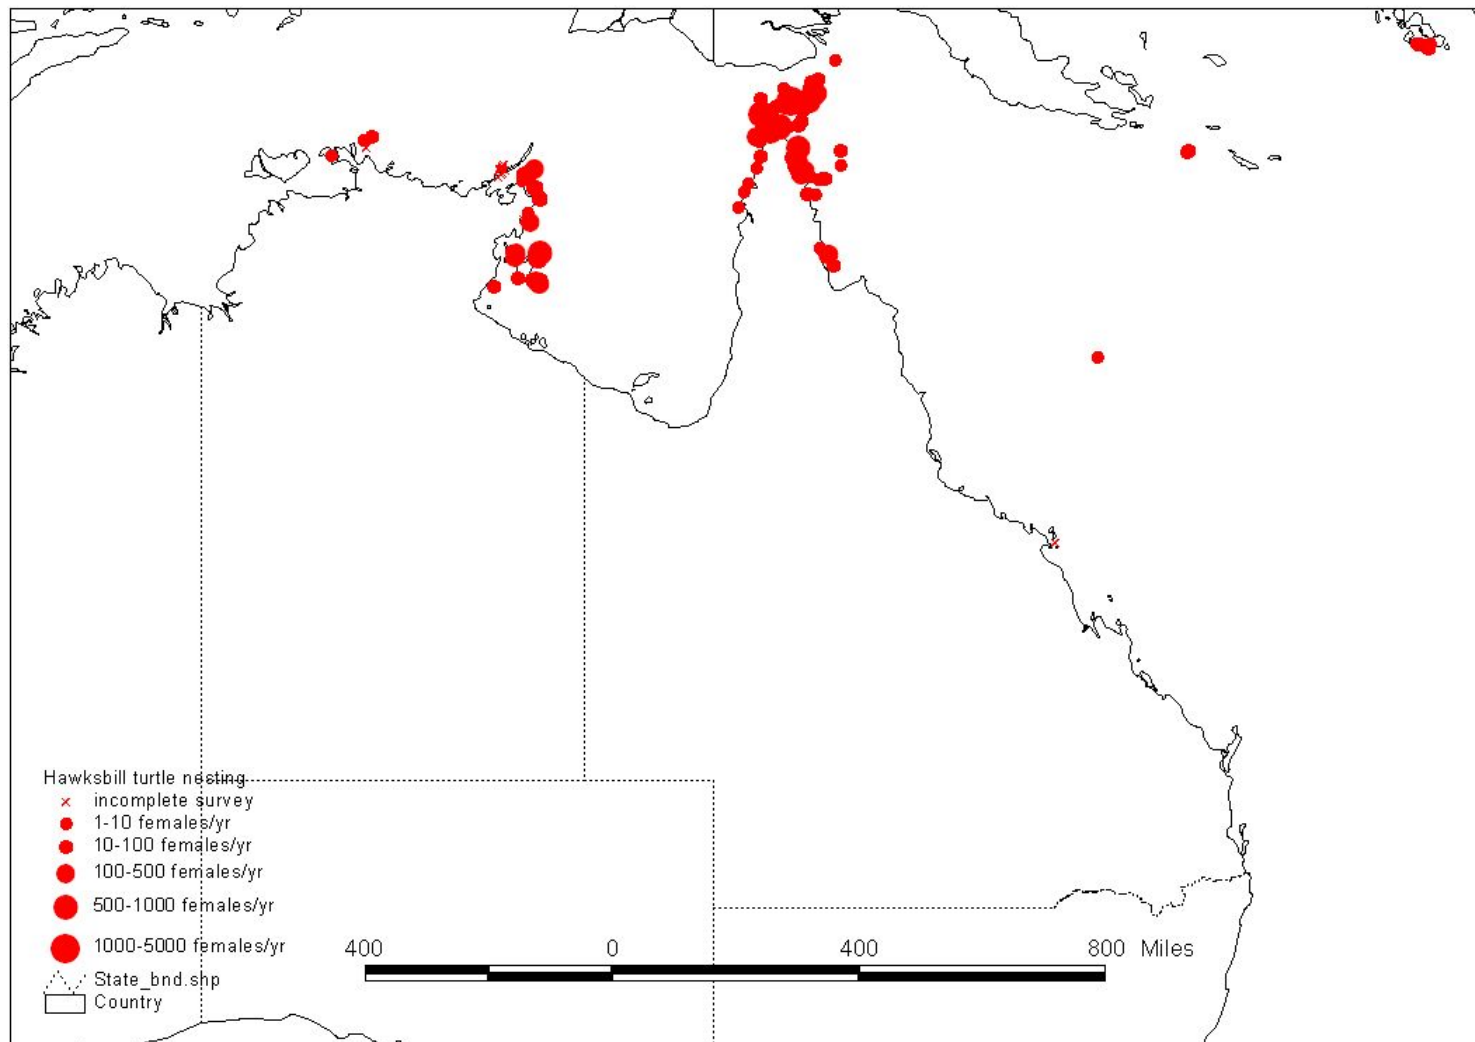 Hawksbill turtle nesting
incomplete survey
1-10 females/yr
10-100 females/yr
100-500 females/yr
500-1000 females/yr
1000-5000 females/yr
State_bnd.shp
Country
400 0 400 800 Miles